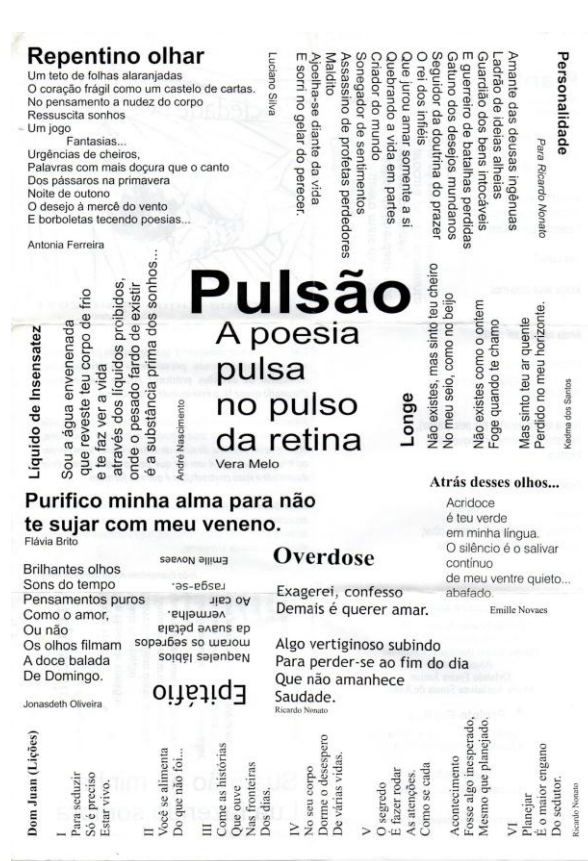 Repentino olhar
Um teto de folhas alaranjadas
O coração frágil como um castelo de cartas.
No pensamento a nudez do corpo
Ressuscita sonhos
Um jogo
Fantasias...
Urgências de cheiros,
Palavras com mais doçura que o canto
Dos pássaros na primavera
Noite de outono
O desejo à mercê do vento
E borboletas tecendo poesias...
Antonia Ferreira
Personalidade
Para Ricardo Nonato
Amante das deusas ingênuas
Ladrão de ideias alheias
Guardião dos bens intocáveis
E guerreiro de batalhas perdidas
Gatuno dos desejos mundanos
Seguidor da doutrina do prazer
O rei dos infiéis
Que jurou amar somente a si
Quebrando a vida em partes
Criador do mundo
Sonegador de sentimentos
Assassino de profetas perdedores
Maldito
Ajoelha-se diante da vida
E sorri no gelar do perecer.
Luciano Silva
Líquido de Insensatez
Sou a água envenenada
que reveste teu corpo de frio
e te faz ver a vida
através dos líquidos proibidos,
onde o pesado fardo de existir
é a substância prima dos sonhos...
André Nascimento
Pulsão
A poesia
pulsa
no pulso
da retina
Vera Melo
Longe
Não existes, mas sinto teu cheiro
No meu seio, como no beijo
Não existes como o ontem
Foge quando te chamo
Mas sinto teu ar quente
Perdido no meu horizonte.
Kedma dos Santos
Purifico minha alma para não
te sujar com meu veneno.
Flávia Brito
Brilhantes olhos
Sons do tempo
Pensamentos puros
Como o amor,
Ou não
Os olhos filmam
A doce balada
De Domingo.
Jonasdeth Oliveira
Epitáfio
Naqueles lábios
moram os segredos
da suave pétala
vermelha.
Ao cair
rasga-se.
Emille Novaes
Overdose
Exagerei, confesso
Demais é querer amar.
Algo vertiginoso subindo
Para perder-se ao fim do dia
Que não amanhece
Saudade.
Ricardo Nonato
Atrás desses olhos...
Acridoce
é teu verde
em minha língua.
O silêncio é o salivar
contínuo
de meu ventre quieto...
abafado.
Emille Novaes
Dom Juan (Lições)
I
Para seduzir
Só é preciso
Estar vivo.
II
Você se alimenta
Do que não foi...
III
Come as histórias
Que ouve
Nas fronteiras
Dos dias.
IV
No seu corpo
Dorme o desespero
De várias vidas.
V
O segredo
É fazer rodar
As atenções.
Como se cada
Acontecimento
Fosse algo inesperado,
Mesmo que planejado.
VI
Planejar
É o maior engano
Do sedutor.
Ricardo Nonato